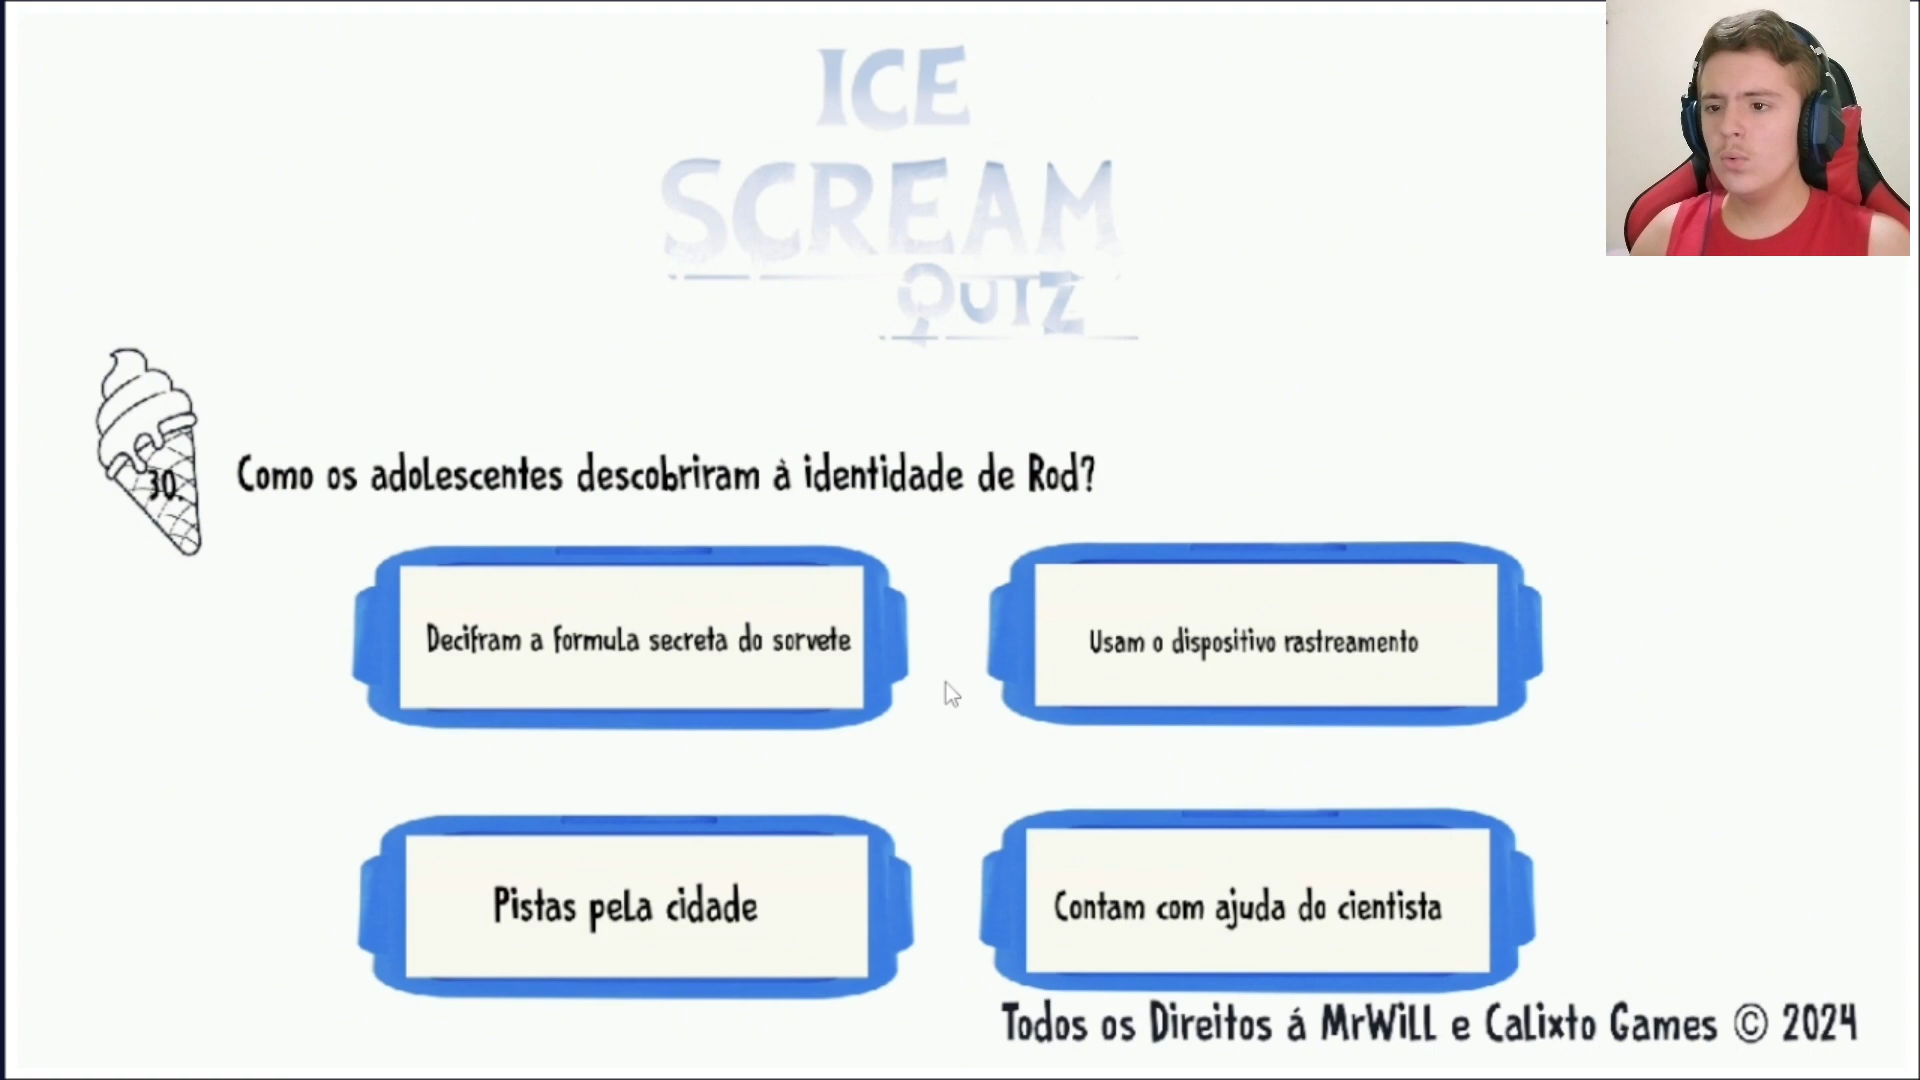 ICE
SCREAM
QUIZ
30.
Como os adolescentes descobriram à identidade de Rod?
Decifram a formula secreta do sorvete
Usam o dispositivo rastreamento
Pistas pela cidade
Contam com ajuda do cientista
Todos os Direitos á MrWill e Calixto Games © 2024